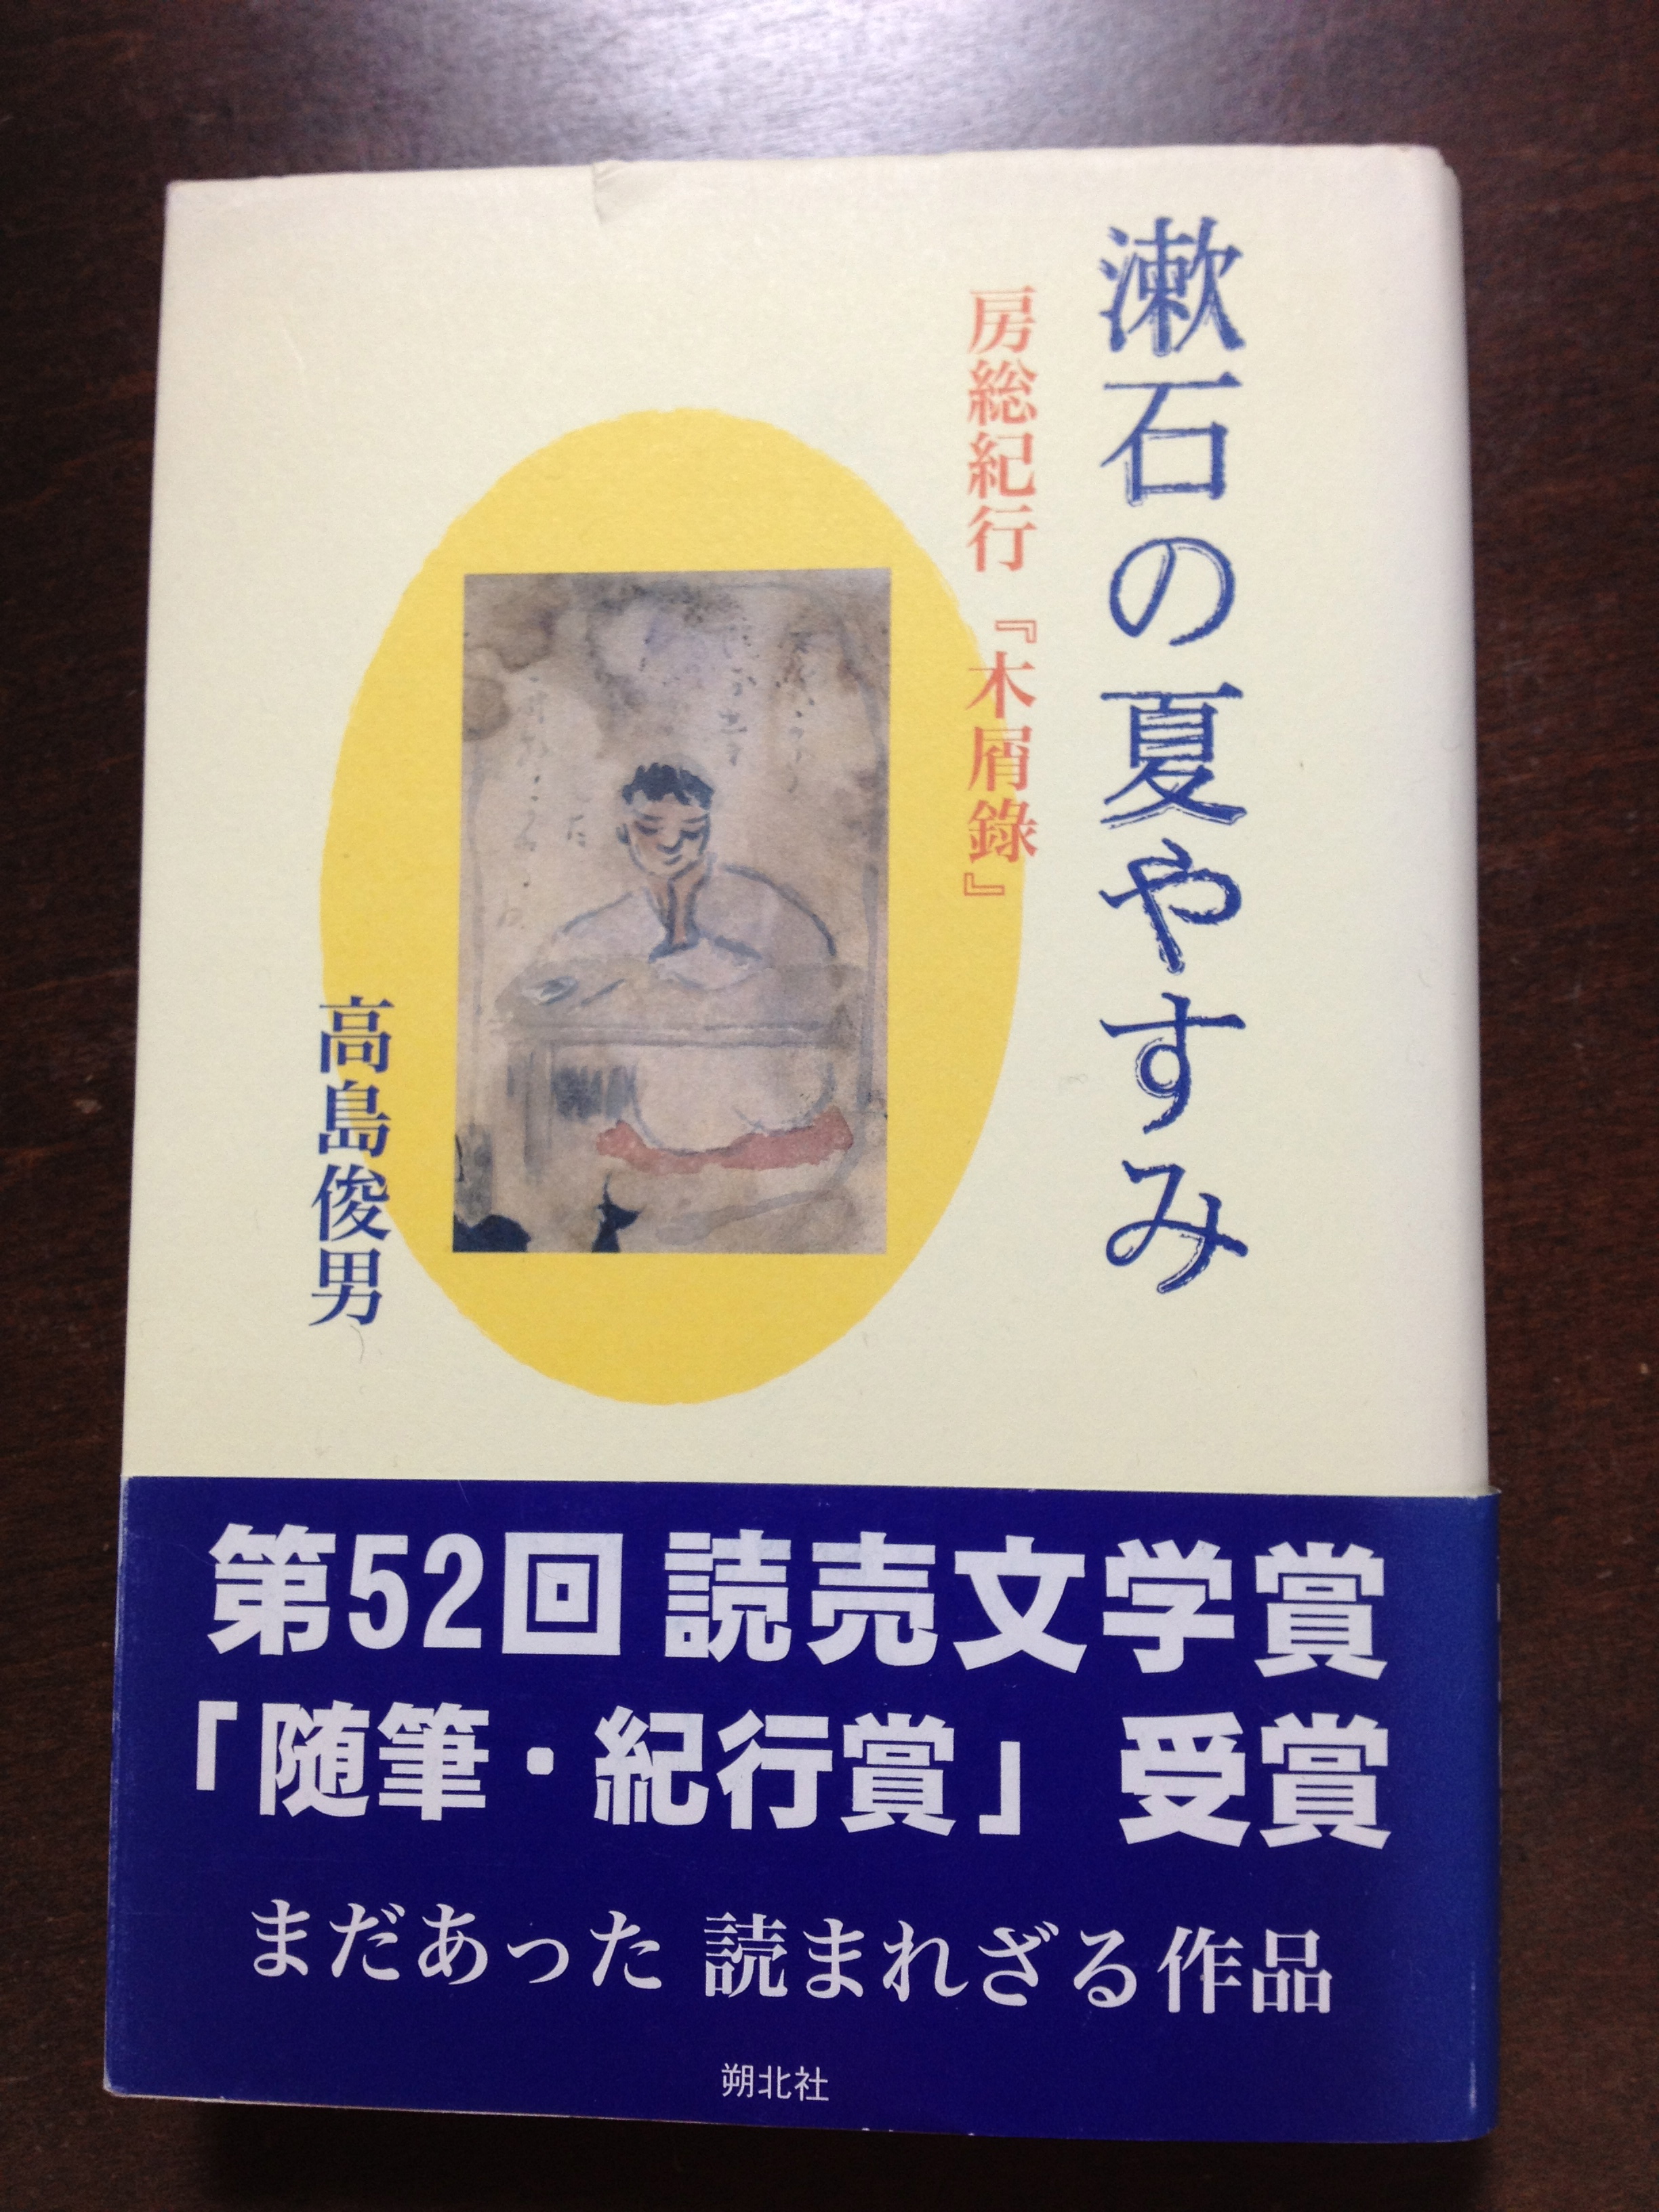 漱石の夏やすみ
房総紀行『木屑錄』
高島俊男
第52回 読売文学賞
「随筆・紀行賞」 受賞
まだあった 読まれざる作品
朔北社